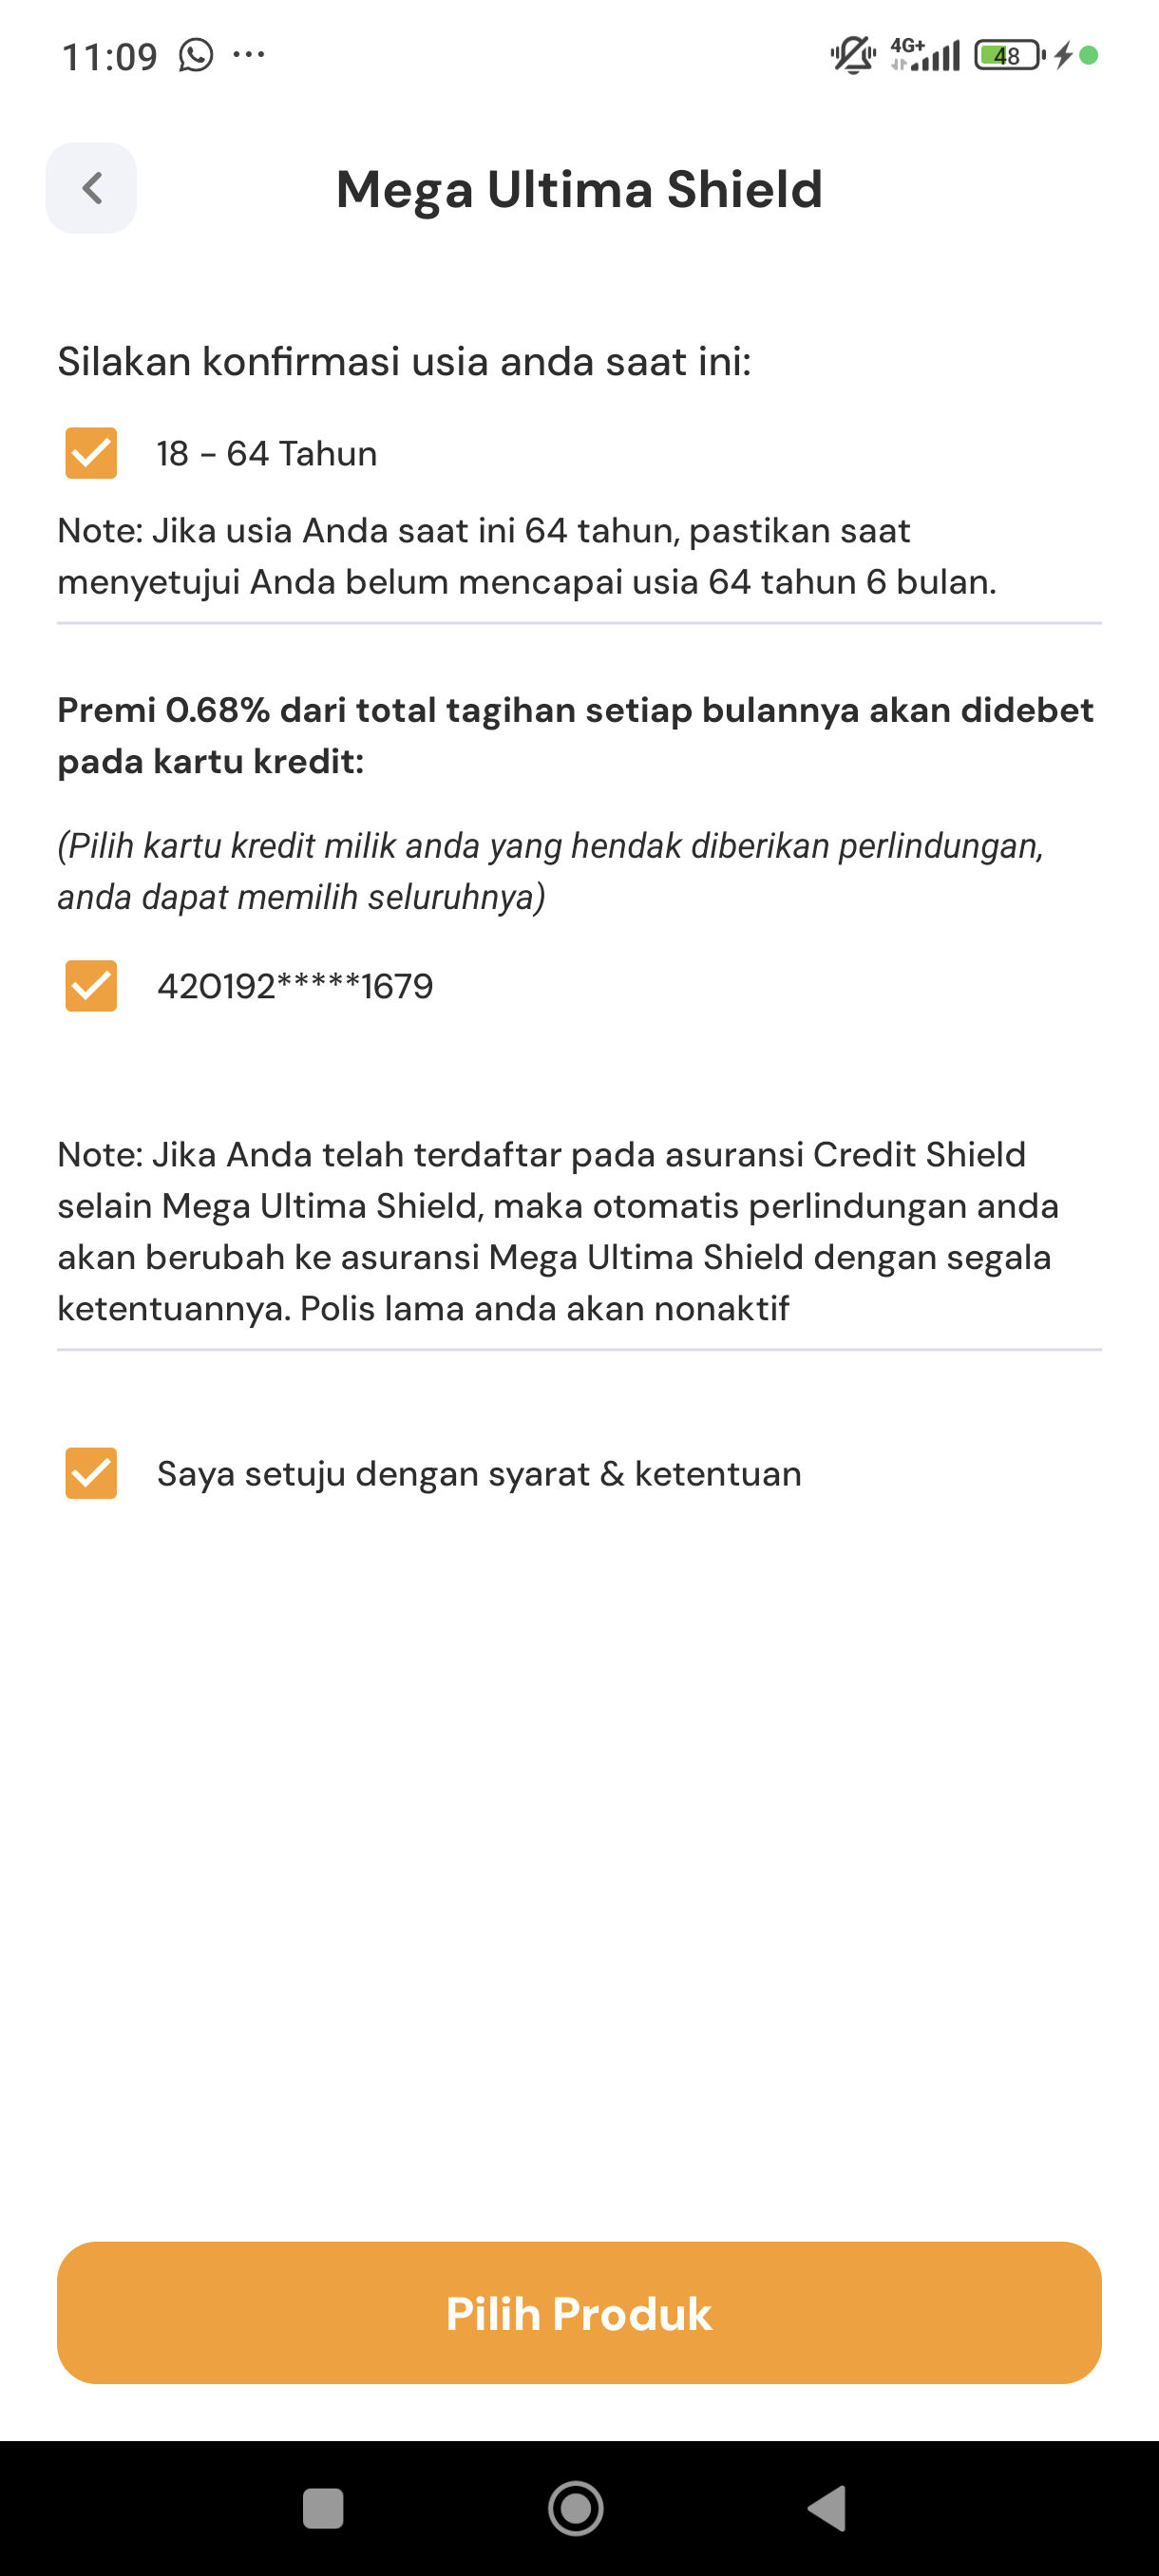 11:09
4G+
48
Mega Ultima Shield
Silakan konfirmasi usia anda saat ini:
18 - 64 Tahun
Note: Jika usia Anda saat ini 64 tahun, pastikan saat
menyetujui Anda belum mencapai usia 64 tahun 6 bulan.
Premi 0.68% dari total tagihan setiap bulannya akan didebet
pada kartu kredit:
(Pilih kartu kredit milik anda yang hendak diberikan perlindungan,
anda dapat memilih seluruhnya)
420192*****1679
Note: Jika Anda telah terdaftar pada asuransi Credit Shield
selain Mega Ultima Shield, maka otomatis perlindungan anda
akan berubah ke asuransi Mega Ultima Shield dengan segala
ketentuannya. Polis lama anda akan nonaktif
Saya setuju dengan syarat & ketentuan
Pilih Produk